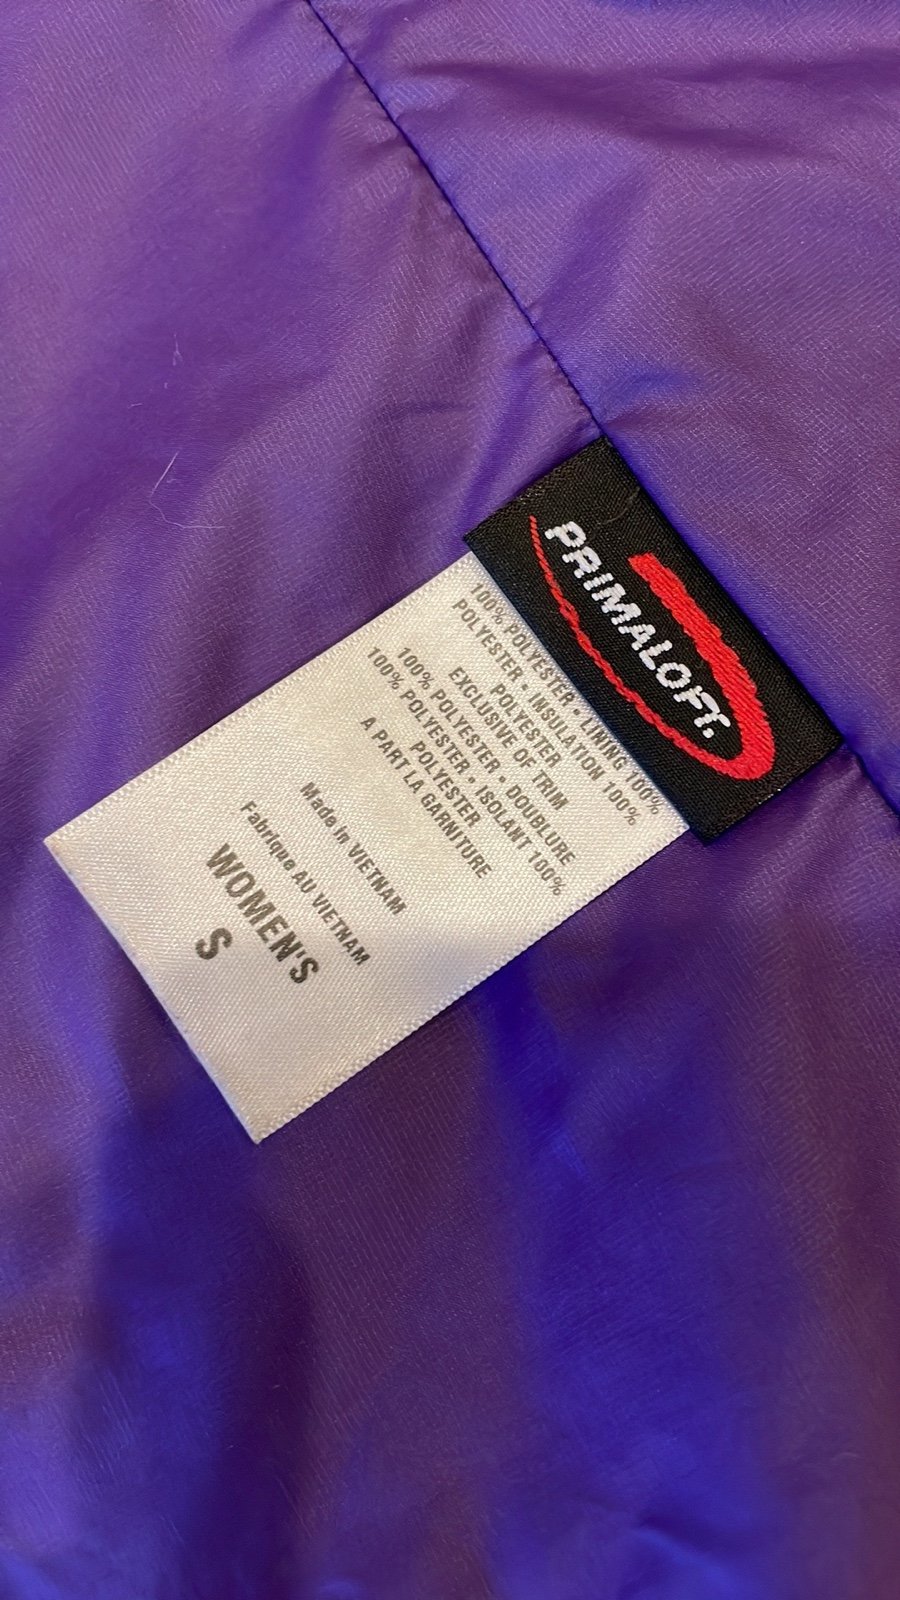 PRIMALOFT.
100% POLYESTER • LINING 100%
POLYESTER • INSULATION 100%
POLYESTER
EXCLUSIVE OF TRIM
100% POLYESTER • DOUBLURE
100% POLYESTER • ISOLANT 100%
POLYESTER
A PART LA GARNITURE
Made in VIETNAM
Fabriqué AU VIETNAM
WOMEN'S
S